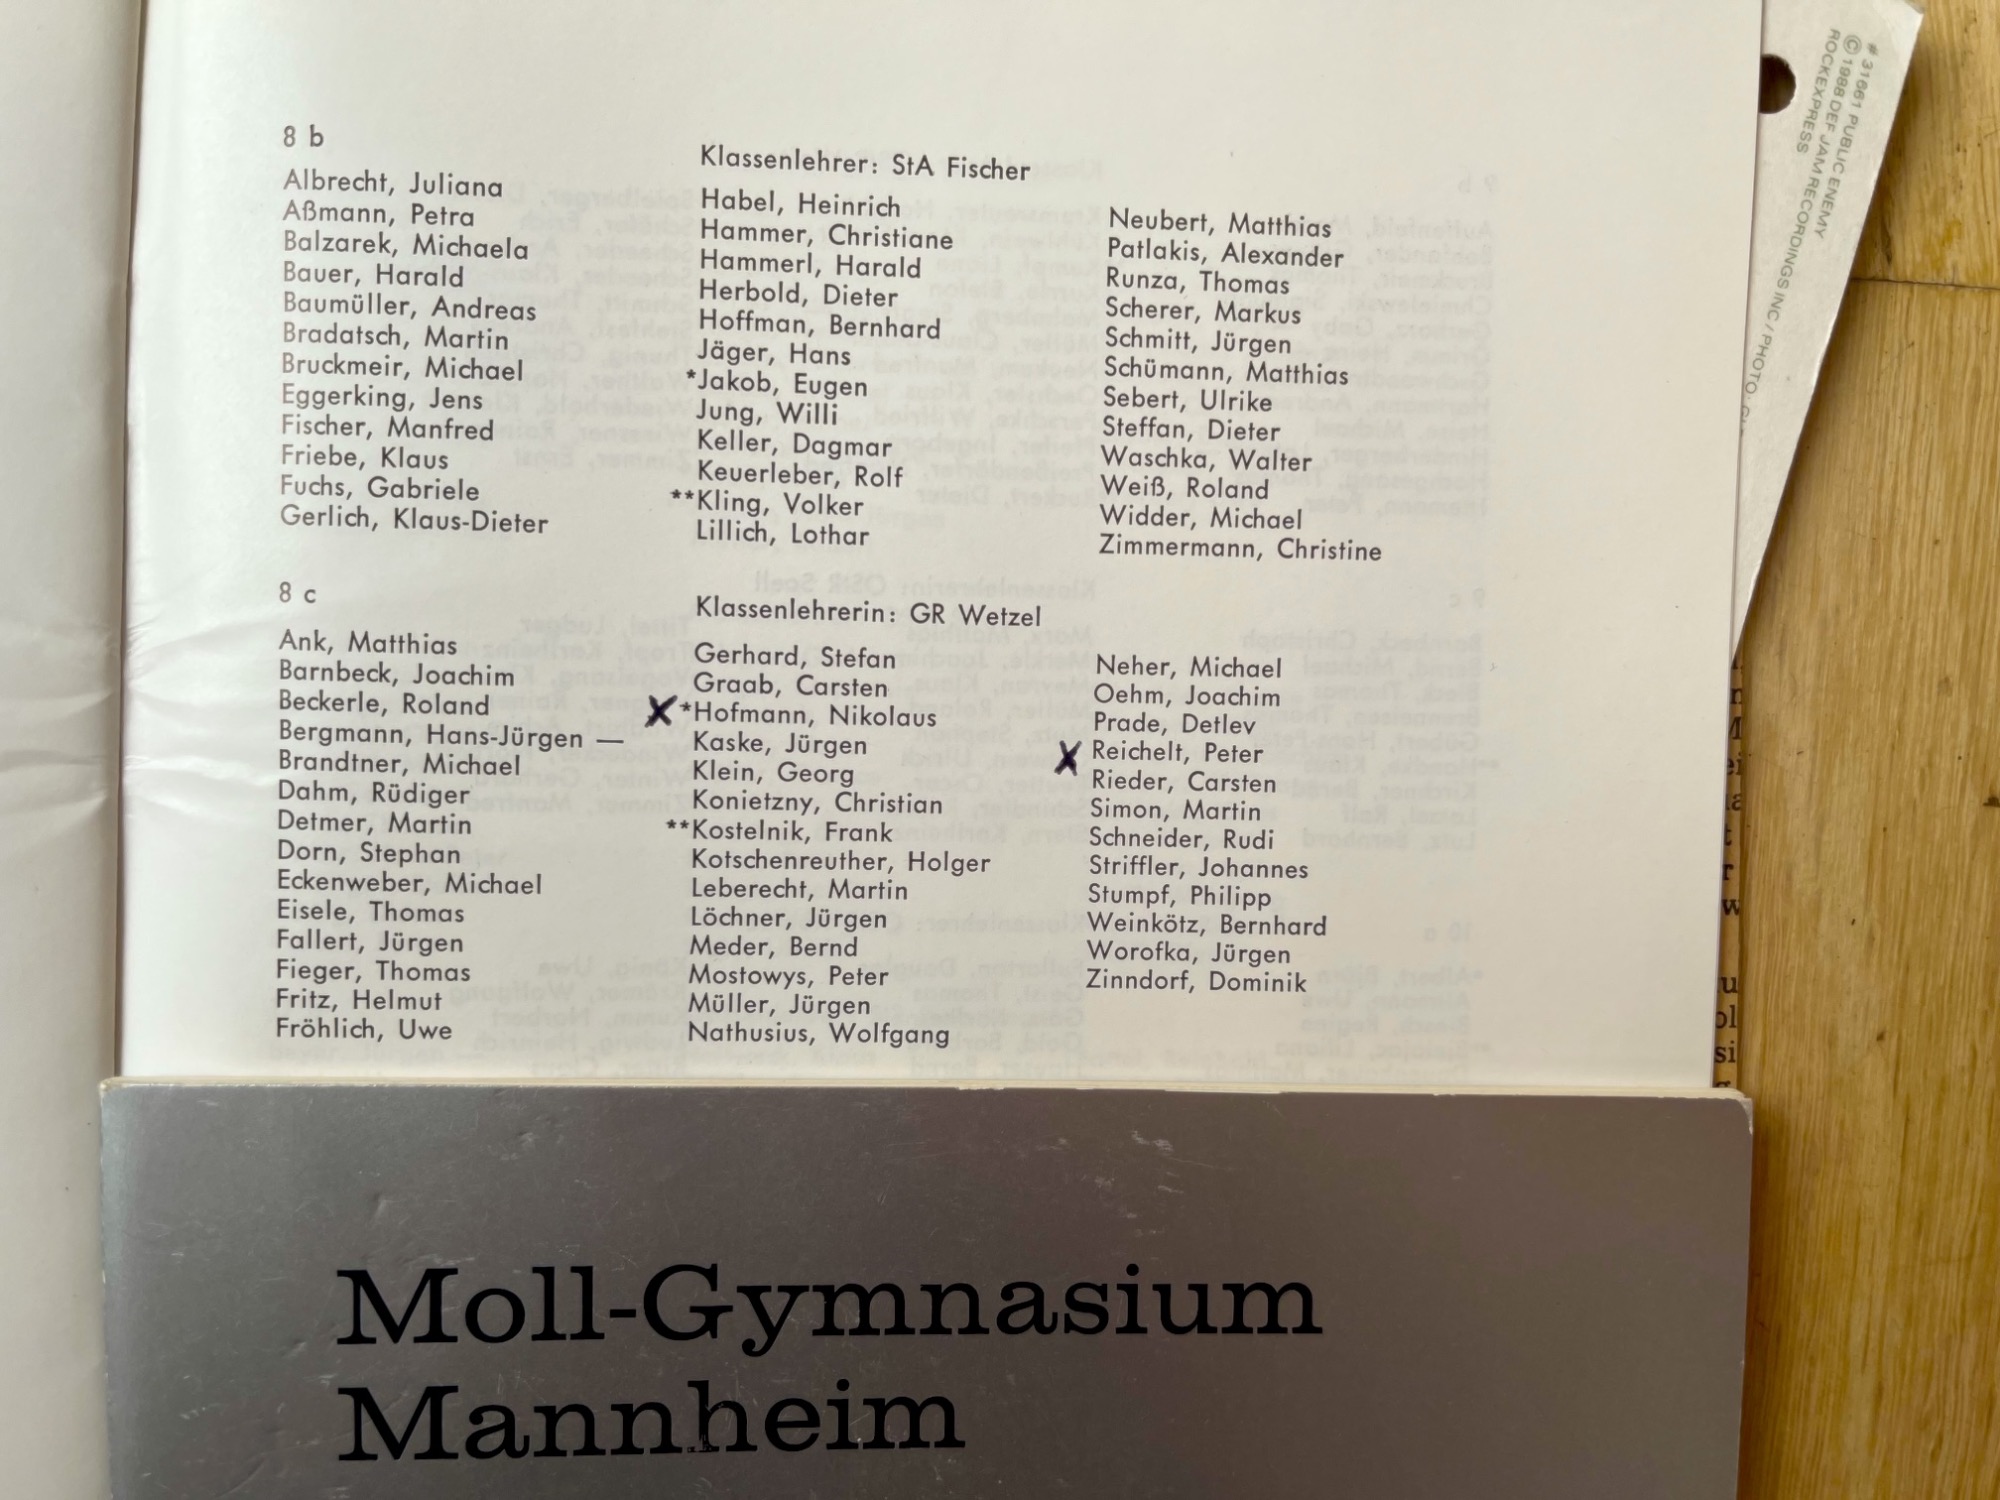 8 b
Klassenlehrer: StA Fischer
Albrecht, Juliana
Aßmann, Petra
Balzarek, Michaela
Bauer, Harald
Baumüller, Andreas
Bradatsch, Martin
Bruckmeir, Michael
Eggerking, Jens
Fischer, Manfred
Friebe, Klaus
Fuchs, Gabriele
Gerlich, Klaus-Dieter
Habel, Heinrich
Hammer, Christiane
Hammerl, Harald
Herbold, Dieter
Hoffman, Bernhard
Jäger, Hans
*Jakob, Eugen
Jung, Willi
Keller, Dagmar
Keuerleber, Rolf
**Kling, Volker
Lillich, Lothar
Neubert, Matthias
Patlakis, Alexander
Runza, Thomas
Scherer, Markus
Schmitt, Jürgen
Schümann, Matthias
Sebert, Ulrike
Steffan, Dieter
Waschka, Walter
Weiß, Roland
Widder, Michael
Zimmermann, Christine
8 c
Klassenlehrerin: GR Wetzel
Ank, Matthias
Barnbeck, Joachim
Beckerle, Roland
Bergmann, Hans-Jürgen —
Brandtner, Michael
Dahm, Rüdiger
Detmer, Martin
Dorn, Stephan
Eckenweber, Michael
Eisele, Thomas
Fallert, Jürgen
Fieger, Thomas
Fritz, Helmut
Fröhlich, Uwe
Gerhard, Stefan
Graab, Carsten
X *Hofmann, Nikolaus
Kaske, Jürgen
Klein, Georg
Konietzny, Christian
**Kostelnik, Frank
Kotschenreuther, Holger
Leberecht, Martin
Löchner, Jürgen
Meder, Bernd
Mostowys, Peter
Müller, Jürgen
Nathusius, Wolfgang
Neher, Michael
Oehm, Joachim
Prade, Detlev
X Reichelt, Peter
Rieder, Carsten
Simon, Martin
Schneider, Rudi
Striffler, Johannes
Stumpf, Philipp
Weinkötz, Bernhard
Worofka, Jürgen
Zinndorf, Dominik
Moll-Gymnasium
Mannheim
# 31661 PUBLIC ENEMY
© 1988 DEF JAM RECORDINGS INC / PHOTO:
ROCKEXPRESS